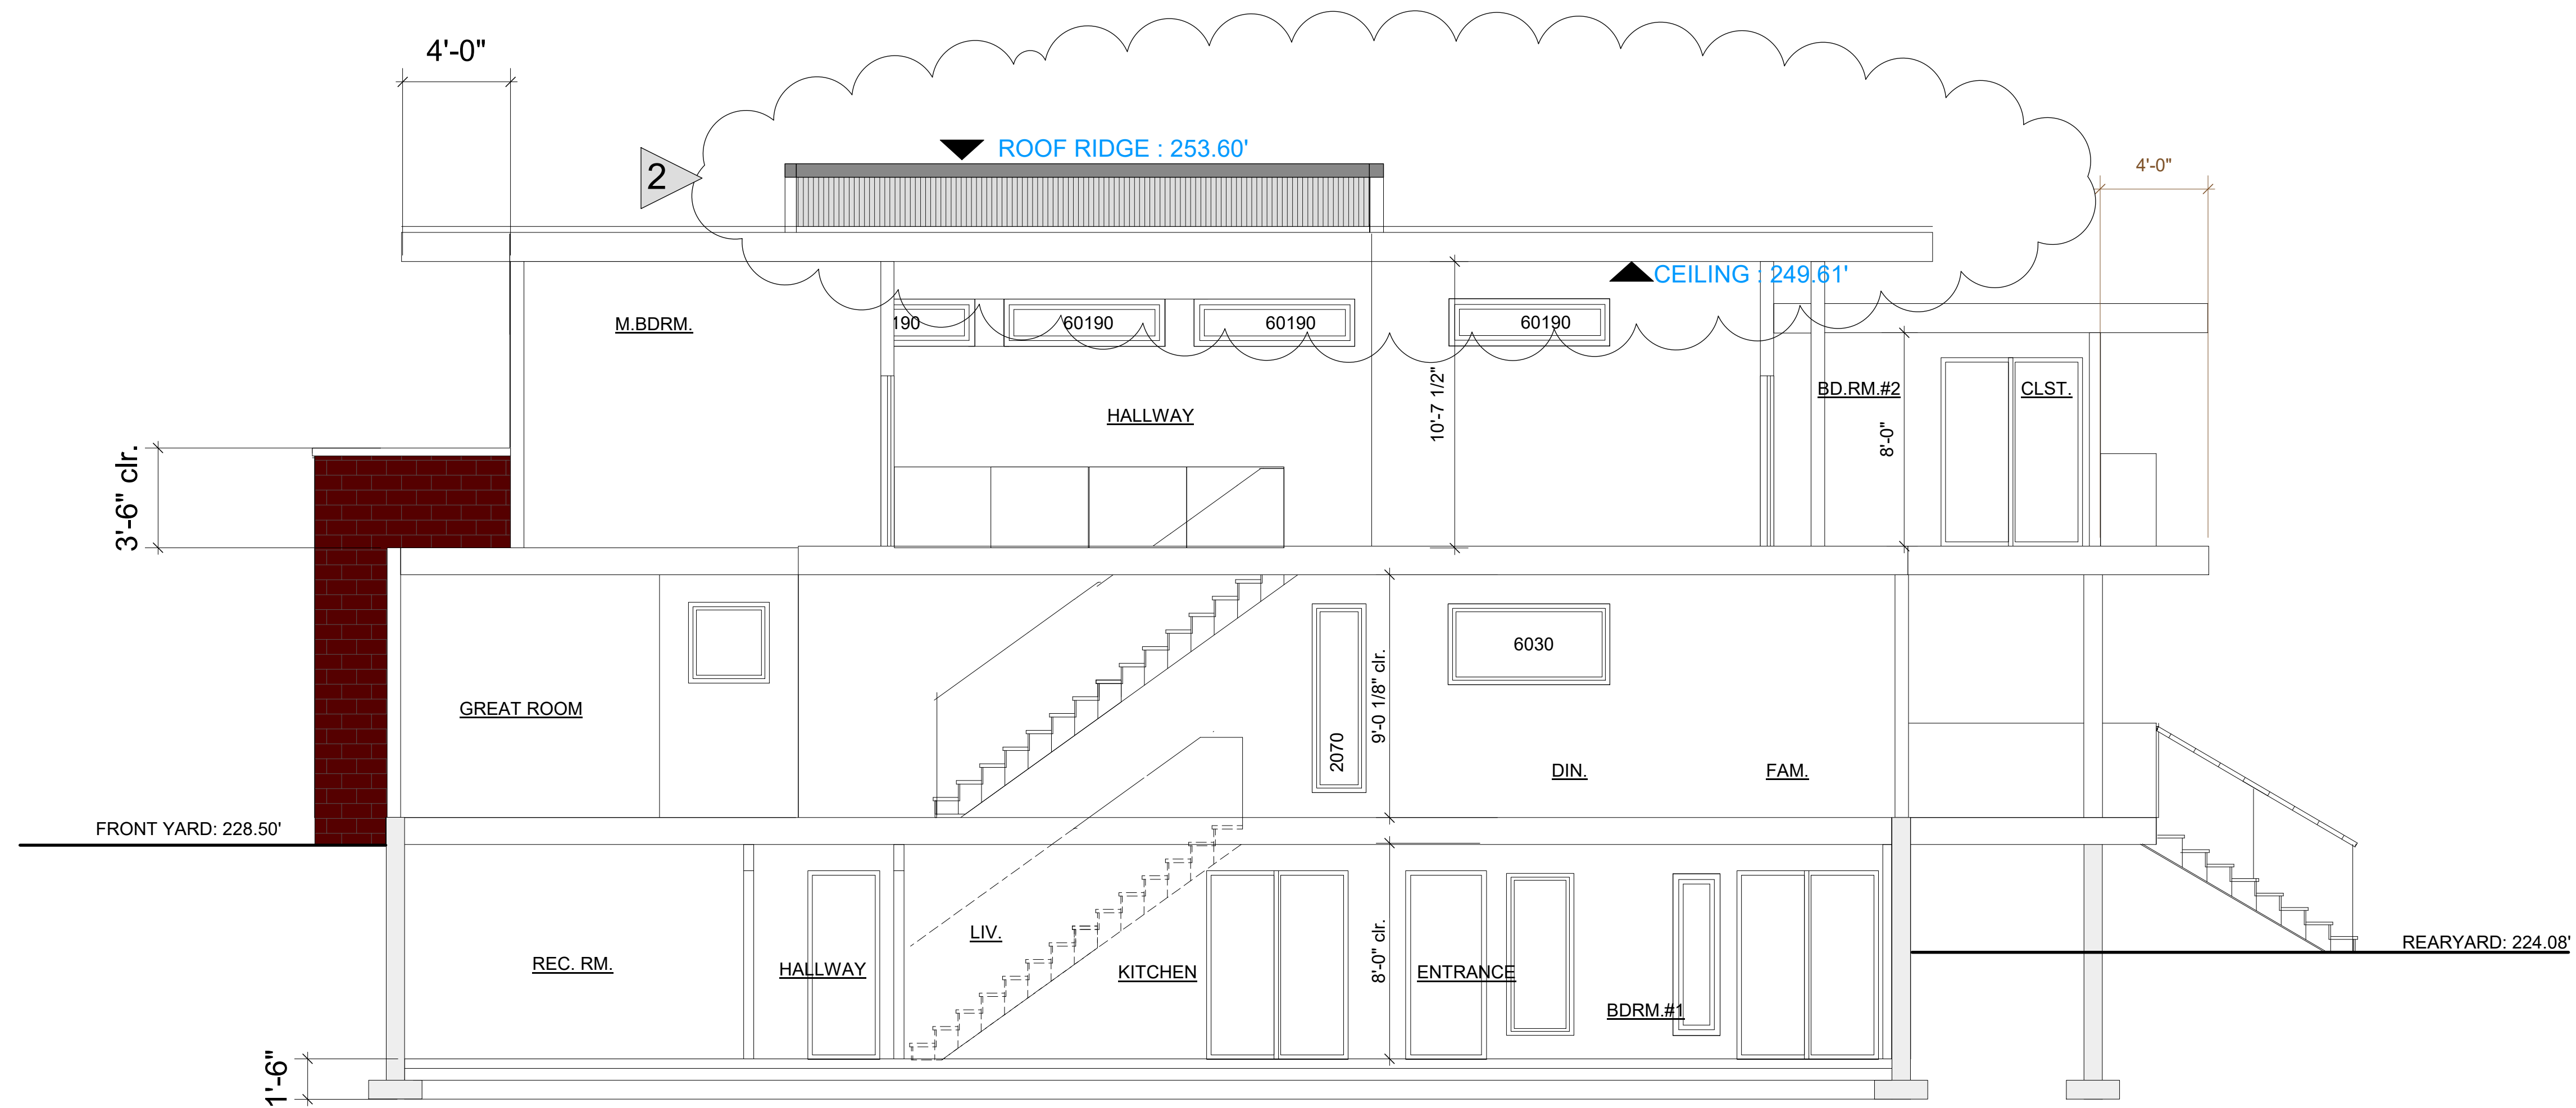 4'-0"
ROOF RIDGE : 253.60'
2
4'-0"
CEILING : 249.61'
M.BDRM.
190
60190
60190
60190
BD.RM.#2
CLST.
HALLWAY
10'-7 1/2"
8'-0"
3'-6" clr.
6030
GREAT ROOM
9'-0 1/8" clr.
2070
DIN.
FAM.
FRONT YARD: 228.50'
LIV.
REC. RM.
HALLWAY
KITCHEN
8'-0" clr.
ENTRANCE
BDRM.#1
REARYARD: 224.08'
1'-6"